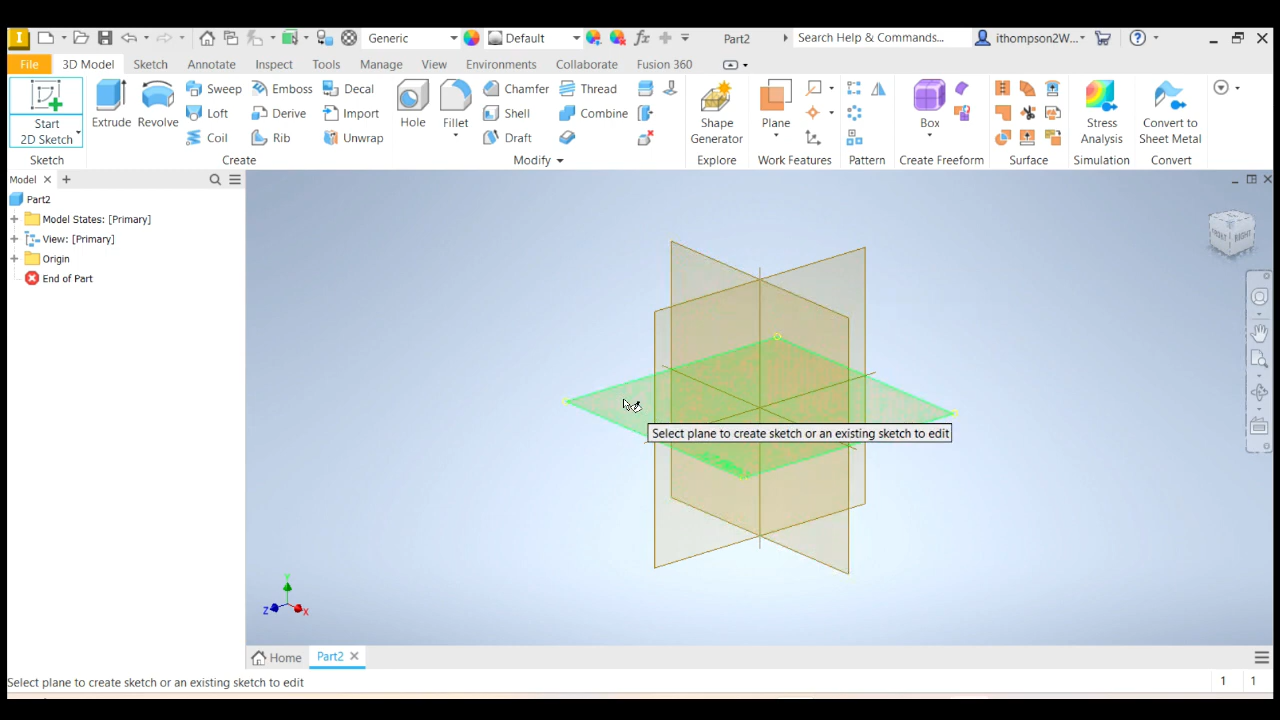 I Generic Default fx Part2 Search Help & Commands... ithompson2W...
File 3D Model Sketch Annotate Inspect Tools Manage View Environments Collaborate Fusion 360
Start
2D Sketch
Extrude
Revolve
Sweep
Emboss
Decal
Loft
Derive
Import
Coil
Rib
Unwrap
Hole
Fillet
Chamfer
Thread
Shell
Combine
Draft
Shape
Generator
Plane
Box
Stress
Analysis
Convert to
Sheet Metal
Sketch Create Modify Explore Work Features Pattern Create Freeform Surface Simulation Convert
Model
Part2
Model States: [Primary]
View: [Primary]
Origin
End of Part
FRONT RIGHT
Select plane to create sketch or an existing sketch to edit
Y
Z X
Home Part2
Select plane to create sketch or an existing sketch to edit 1 1